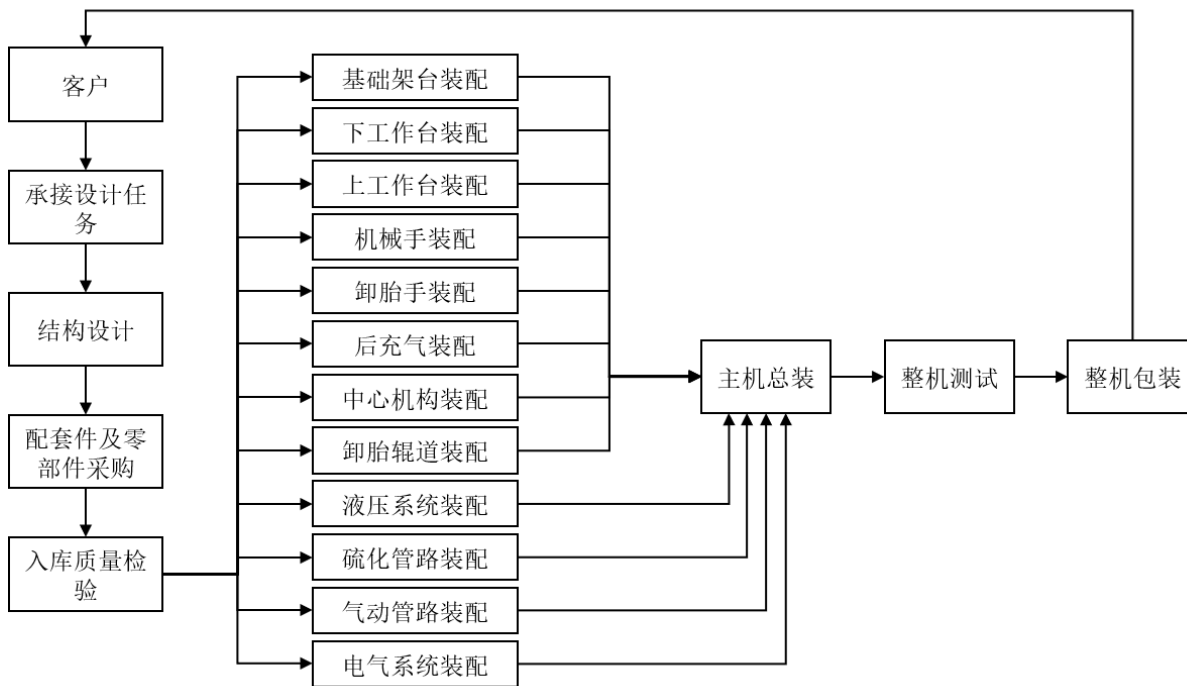 客户
承接设计任
务
结构设计
配套件及零
部件采购
入库质量检
验
基础架台装配
下工作台装配
上工作台装配
机械手装配
卸胎手装配
后充气装配
中心机构装配
卸胎辊道装配
液压系统装配
硫化管路装配
气动管路装配
电气系统装配
主机总装
整机测试
整机包装